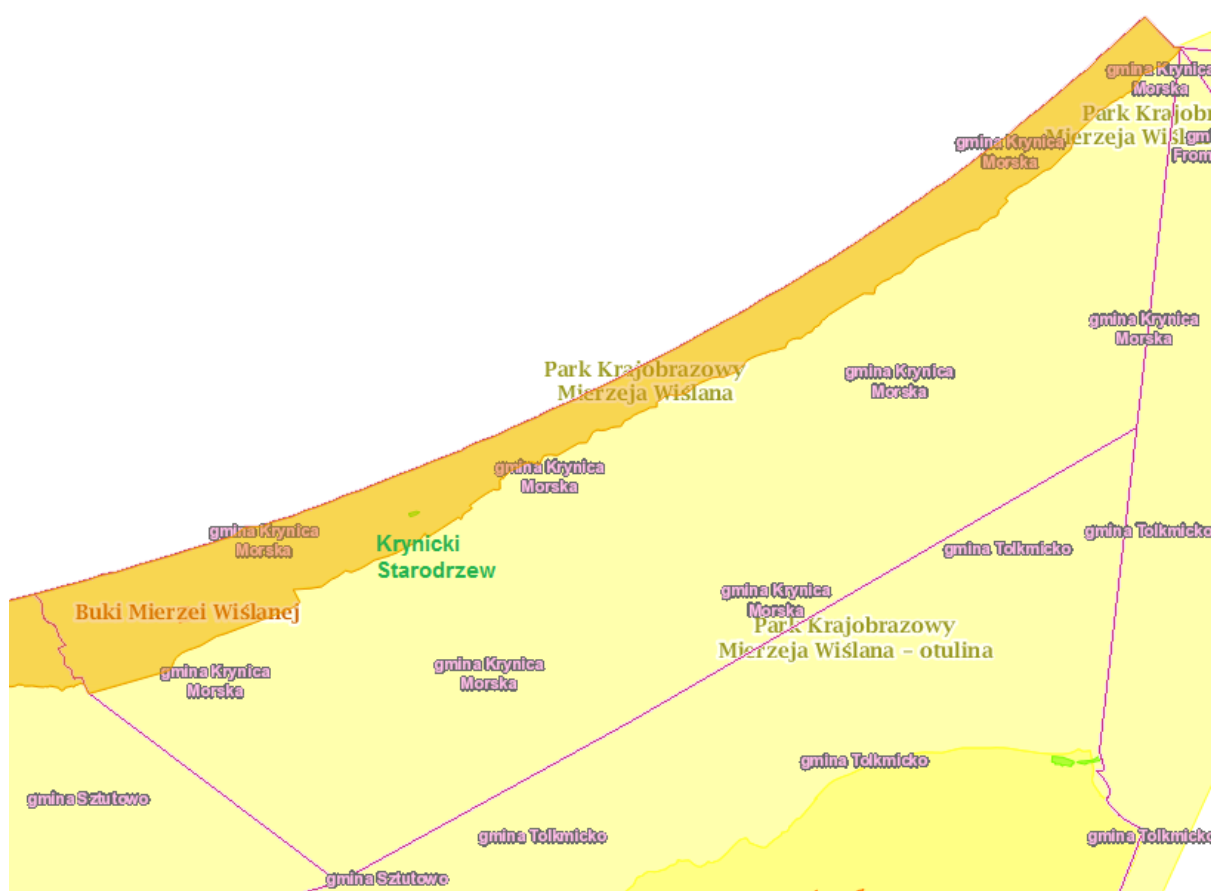 gmina Krynica
Morska
Park Krajobr
Mierzeja Wiśl
gm
From
gmina Krynica
Morska
gmina Krynica
Morska
Park Krajobrazowy
Mierzeja Wiślana
gmina Krynica
Morska
gmina Krynica
Morska
gmina Krynica
Morska
Krynicki
Starodrzew
gmina Tolkmicko
gmina Tolkmicko
gmina Krynica
Morska
Buki Mierzei Wiślanej
Park Krajobrazowy
Mierzeja Wiślana – otulina
gmina Krynica
Morska
gmina Krynica
Morska
gmina Tolkmicko
gmina Sztutowo
gmina Tolkmicko
gmina Tolkmicko
gmina Sztutowo